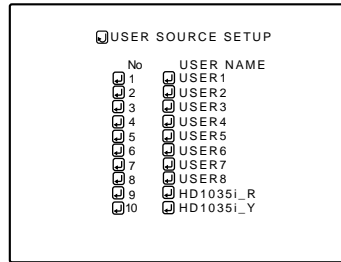 USER SOURCE SETUP
No USER NAME
1 USER1
2 USER2
3 USER3
4 USER4
5 USER5
6 USER6
7 USER7
8 USER8
9 HD1035i_R
10 HD1035i_Y